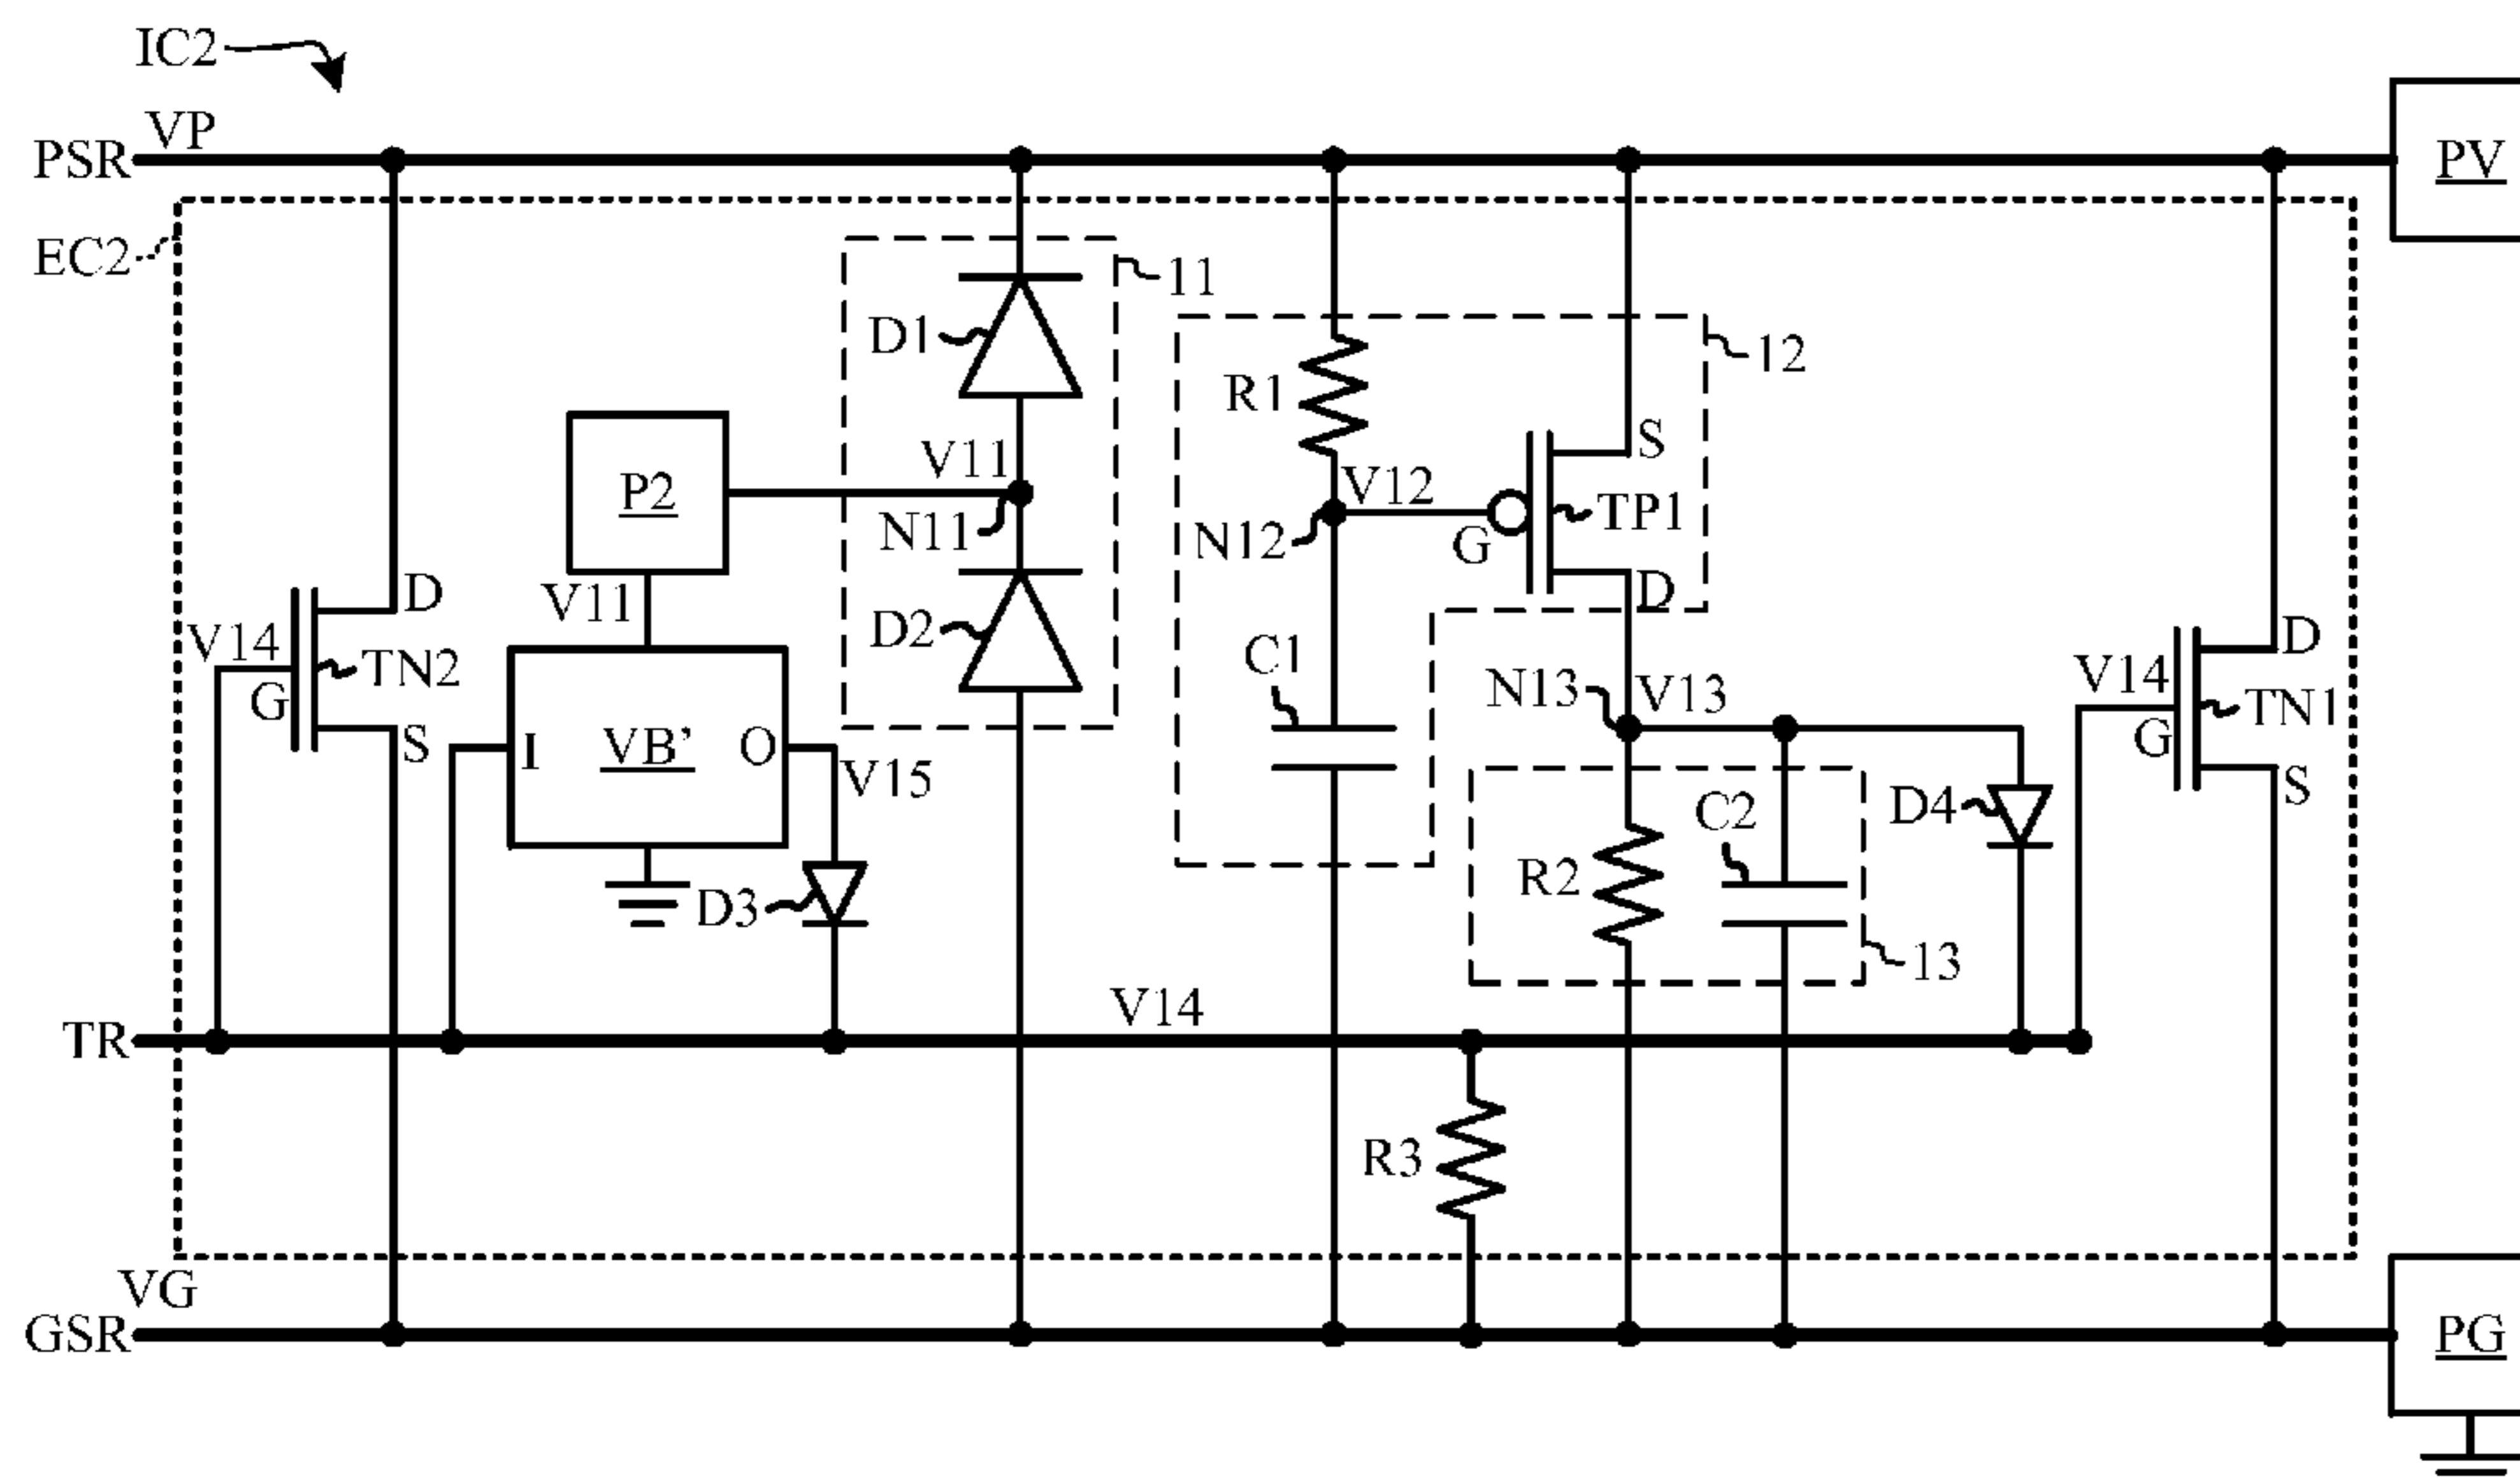 IC2
VP
PSR
PV
EC2
11
D1
12
R1
S
V11
P2
V12
TP1
N11
N12
G
D
V11
D
V14
TN2
D2
C1
D
G
N13
V13
V14
TN1
S
I
VB'
O
G
V15
S
C2
D4
R2
D3
13
V14
TR
R3
VG
GSR
PG